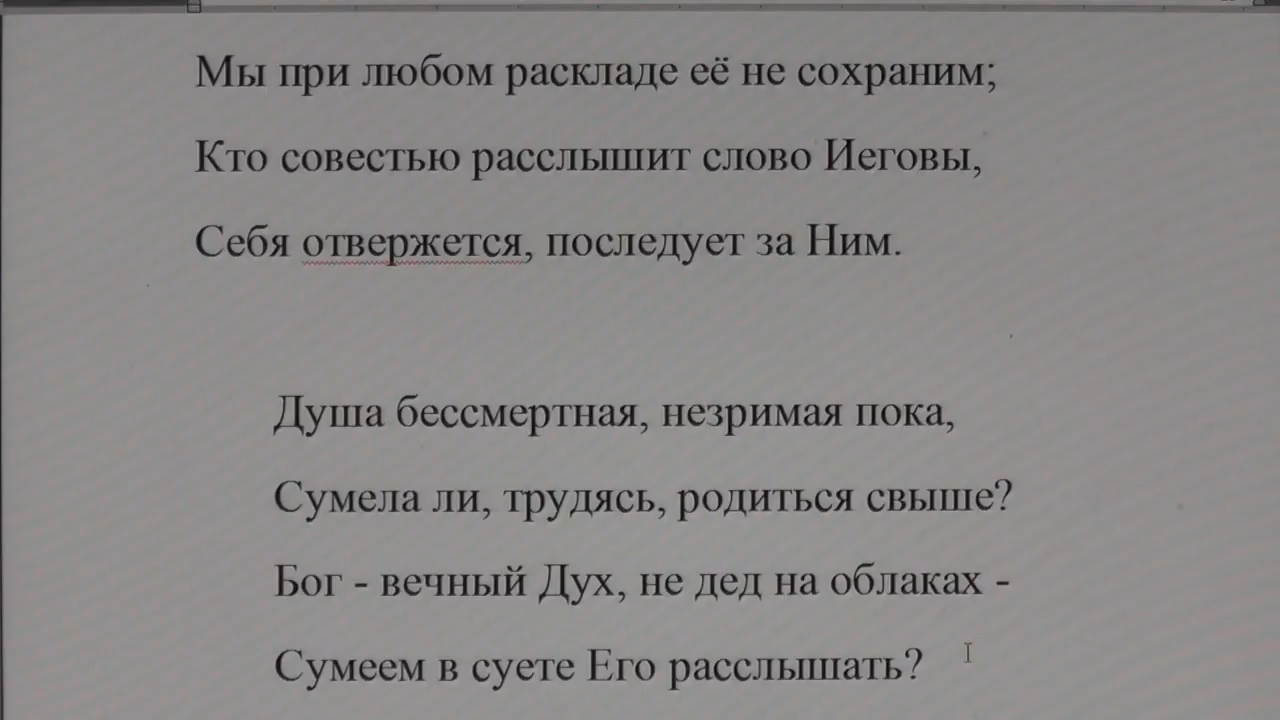 Мы при любом раскладе её не сохраним;
Кто совестью расслышит слово Иеговы,
Себя отвержется, последует за Ним.
Душа бессмертная, незримая пока,
Сумела ли, трудясь, родиться свыше?
Бог - вечный Дух, не дед на облаках -
Сумеем в суете Его расслышать?